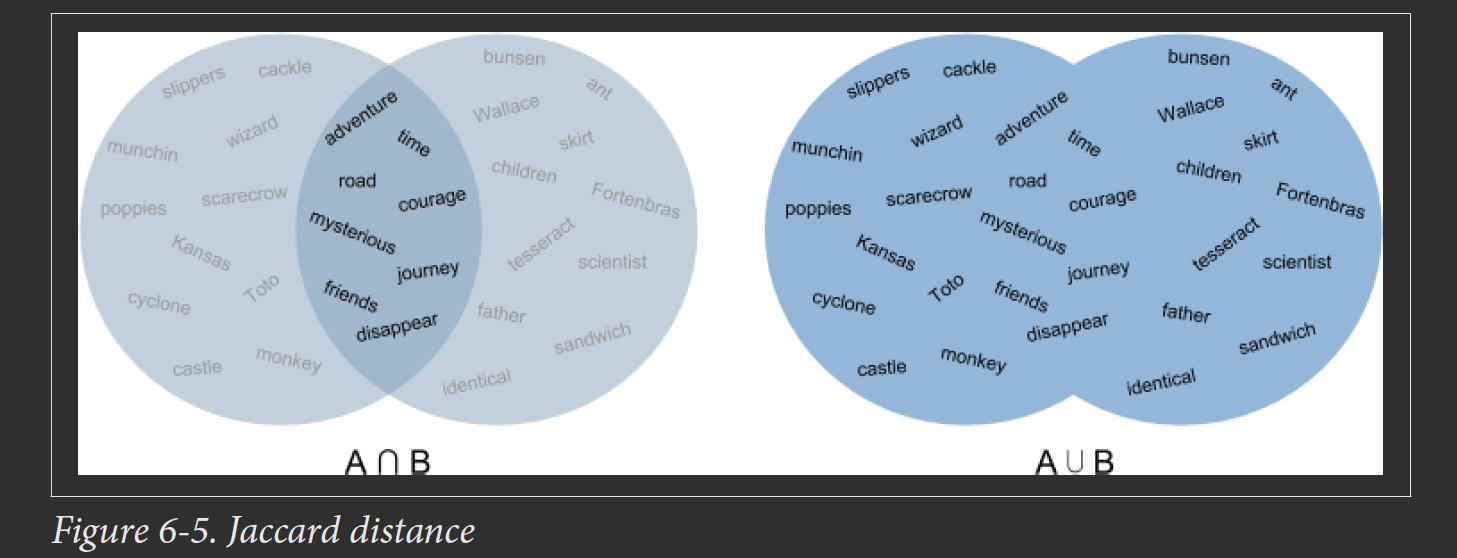 slippers
cackle
adventure
time
wizard
munchin
road
scarecrow
courage
poppies
mysterious
Kansas
journey
Toto
friends
cyclone
disappear
castle
monkey
bunsen
ant
Wallace
skirt
children
Fortenbras
tesseract
scientist
father
sandwich
identical
A ∩ B
slippers
cackle
adventure
time
wizard
munchin
road
scarecrow
courage
poppies
mysterious
Kansas
journey
Toto
friends
cyclone
disappear
castle
monkey
bunsen
ant
Wallace
skirt
children
Fortenbras
tesseract
scientist
father
sandwich
identical
A ∪ B
Figure 6-5. Jaccard distance